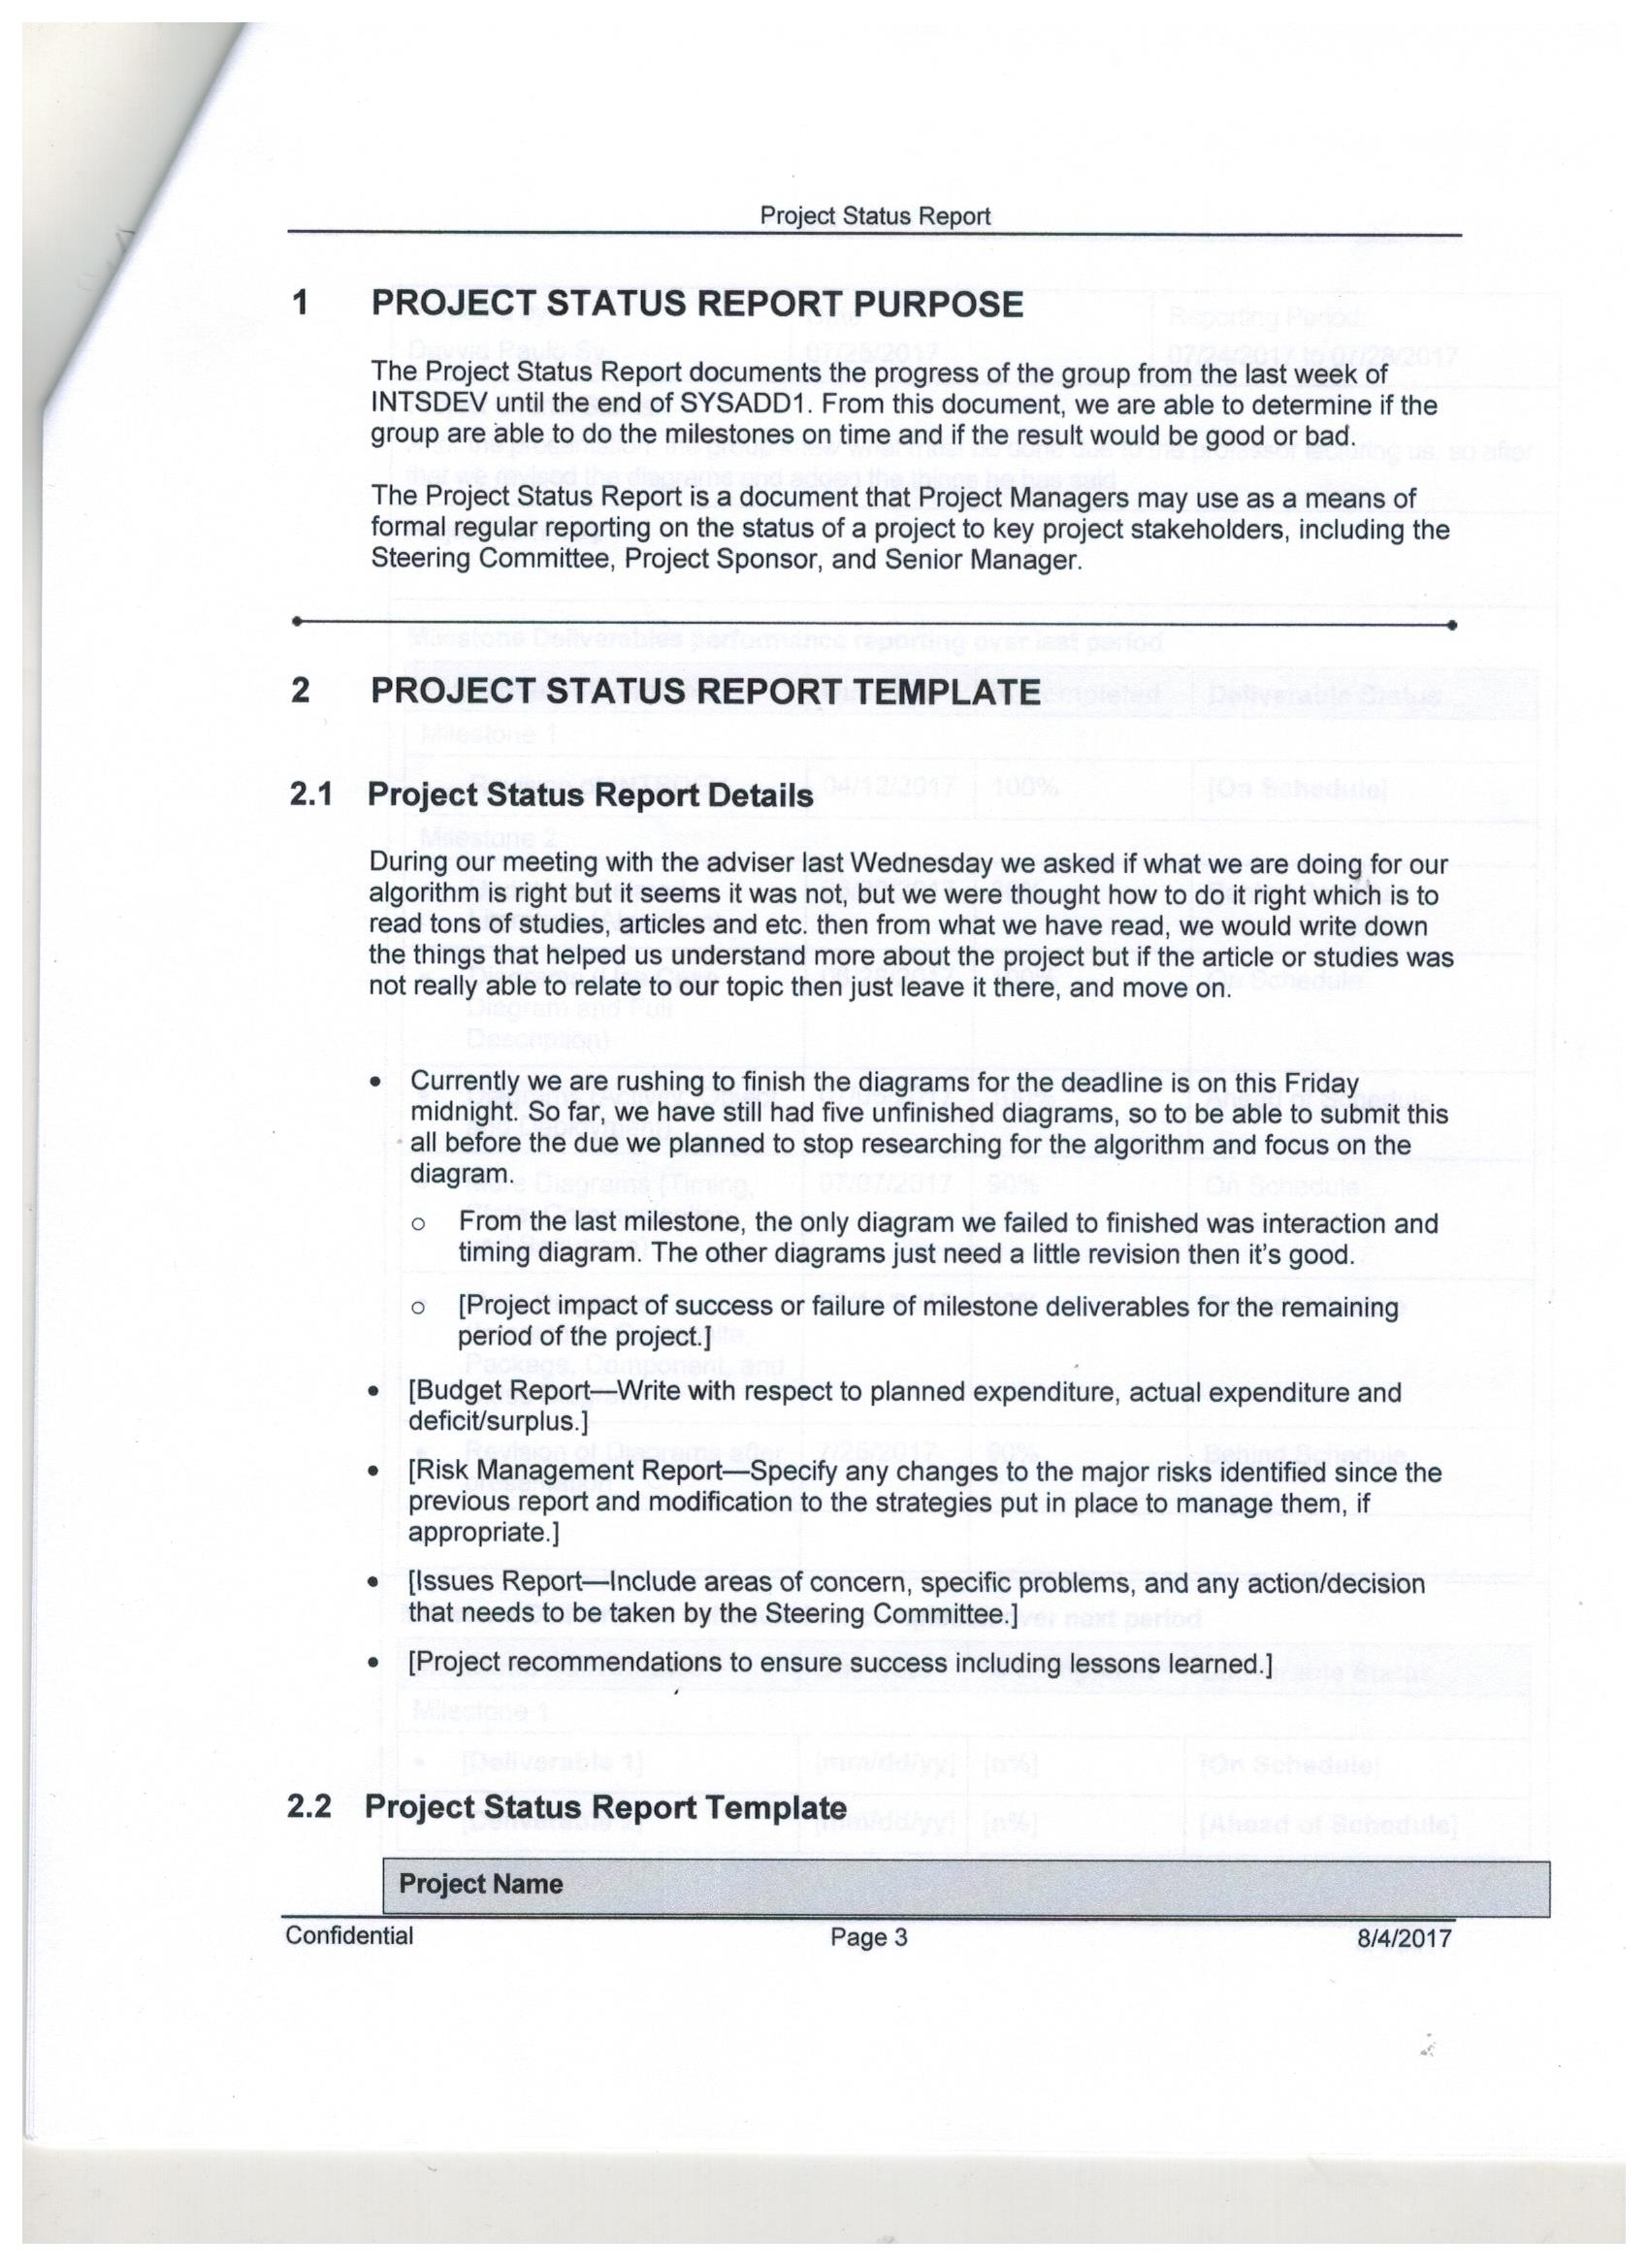 Project Status Report
1 PROJECT STATUS REPORT PURPOSE
The Project Status Report documents the progress of the group from the last week of
INTSDEV until the end of SYSADD1. From this document, we are able to determine if the
group are able to do the milestones on time and if the result would be good or bad.
The Project Status Report is a document that Project Managers may use as a means of
formal regular reporting on the status of a project to key project stakeholders, including the
Steering Committee, Project Sponsor, and Senior Manager.
2 PROJECT STATUS REPORT TEMPLATE
2.1 Project Status Report Details
During our meeting with the adviser last Wednesday we asked if what we are doing for our
algorithm is right but it seems it was not, but we were thought how to do it right which is to
read tons of studies, articles and etc. then from what we have read, we would write down
the things that helped us understand more about the project but if the article or studies was
not really able to relate to our topic then just leave it there, and move on.
• Currently we are rushing to finish the diagrams for the deadline is on this Friday
midnight. So far, we have still had five unfinished diagrams, so to be able to submit this
all before the due we planned to stop researching for the algorithm and focus on the
diagram.
o From the last milestone, the only diagram we failed to finished was interaction and
timing diagram. The other diagrams just need a little revision then it's good.
o [Project impact of success or failure of milestone deliverables for the remaining
period of the project.]
• [Budget Report—Write with respect to planned expenditure, actual expenditure and
deficit/surplus.]
• [Risk Management Report—Specify any changes to the major risks identified since the
previous report and modification to the strategies put in place to manage them, if
appropriate.]
• [Issues Report—Include areas of concern, specific problems, and any action/decision
that needs to be taken by the Steering Committee.]
• [Project recommendations to ensure success including lessons learned.]
2.2 Project Status Report Template
Project Name
Confidential Page 3 8/4/2017